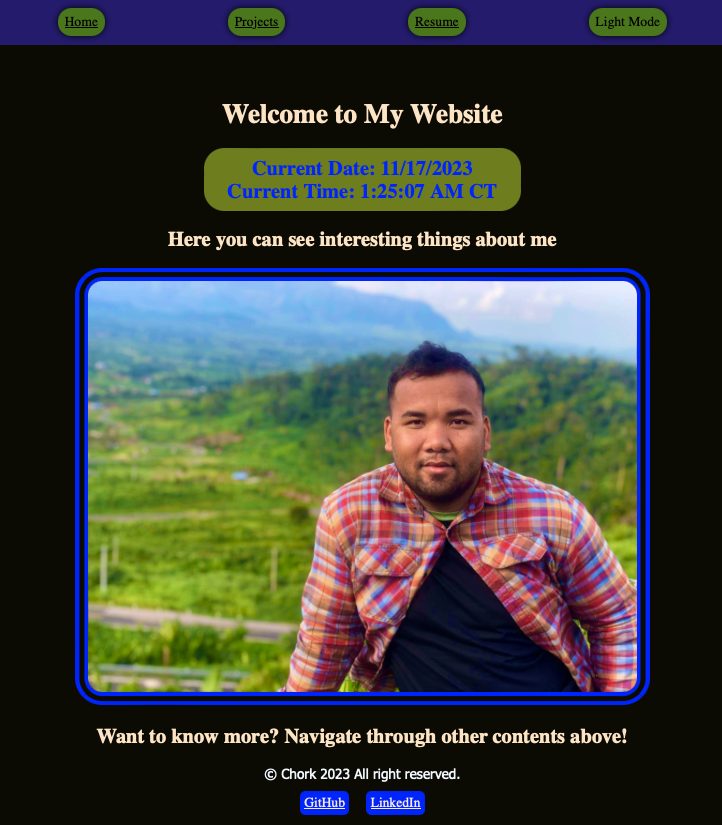 Home
Projects
Resume
Light Mode
Welcome to My Website
Current Date: 11/17/2023
Current Time: 1:25:07 AM CT
Here you can see interesting things about me
Want to know more? Navigate through other contents above!
© Chork 2023 All right reserved.
GitHub
LinkedIn